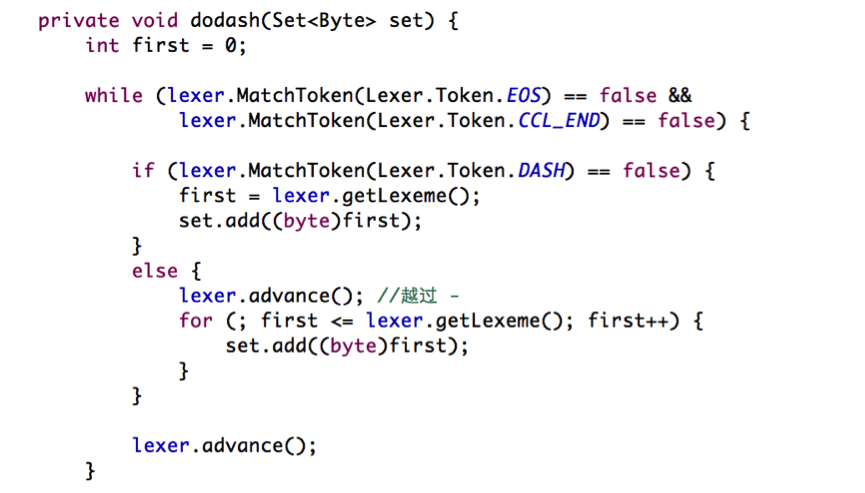 private void dodash(Set<Byte> set) {
int first = 0;
while (lexer.MatchToken(Lexer.Token.EOS) == false &&
lexer.MatchToken(Lexer.Token.CCL_END) == false) {
if (lexer.MatchToken(Lexer.Token.DASH) == false) {
first = lexer.getLexeme();
set.add((byte)first);
}
else {
lexer.advance(); //越过 -
for (; first <= lexer.getLexeme(); first++) {
set.add((byte)first);
}
}
lexer.advance();
}